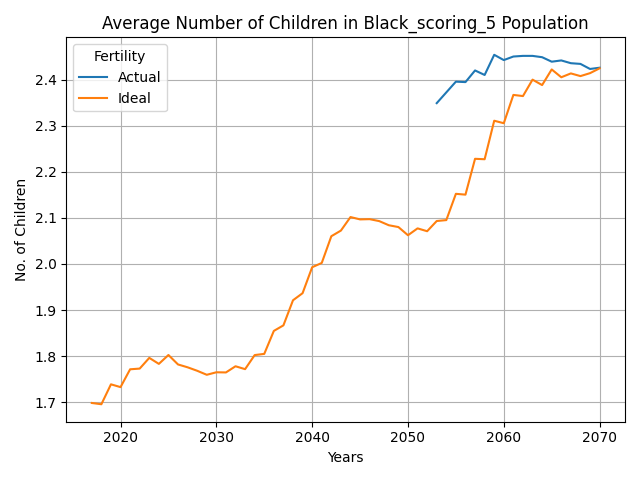 Average Number of Children in Black_scoring_5 Population
Fertility
Actual
Ideal
No. of Children
2.4
2.3
2.2
2.1
2.0
1.9
1.8
1.7
2020 2030 2040 2050 2060 2070
Years